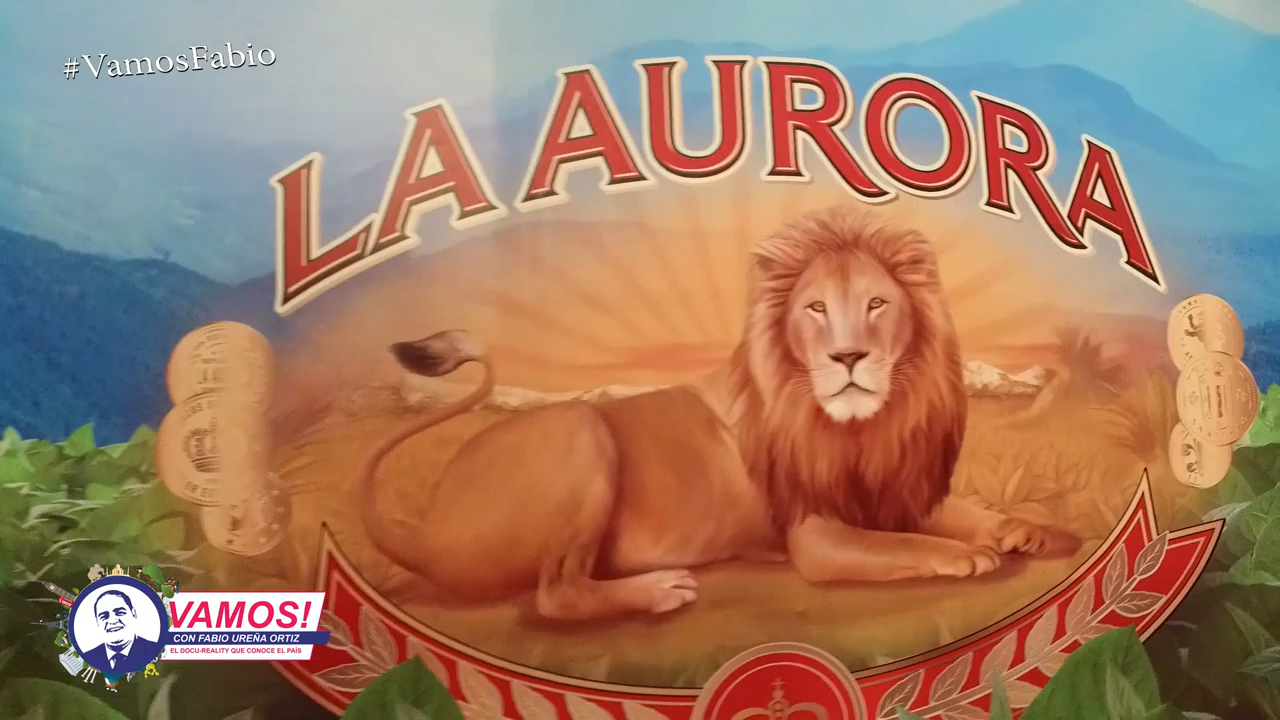 #VamosFabio
LA AURORA
VAMOS!
CON FABIO UREÑA ORTIZ
EL DOCU-REALITY QUE CONOCE EL PAÍS